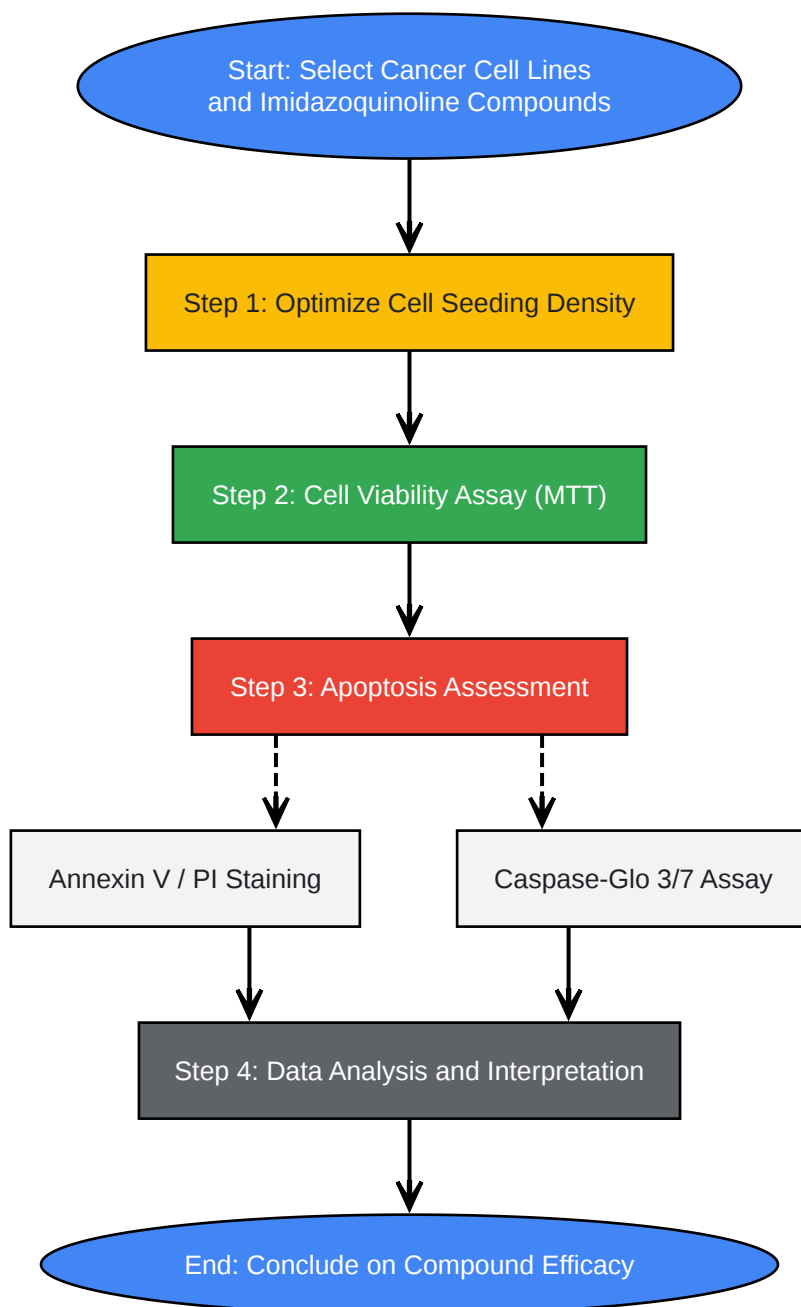 Start: Select Cancer Cell Lines
and Imidazoquinoline Compounds
Step 1: Optimize Cell Seeding Density
Step 2: Cell Viability Assay (MTT)
Step 3: Apoptosis Assessment
Annexin V / PI Staining
Caspase-Glo 3/7 Assay
Step 4: Data Analysis and Interpretation
End: Conclude on Compound Efficacy